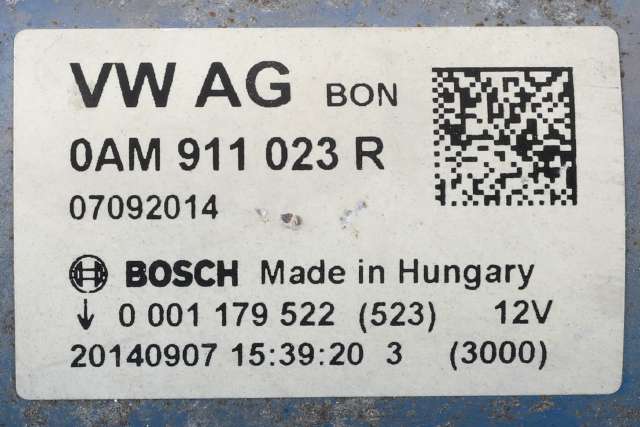 VW AG BON
0AM 911 023 R
07092014
BOSCH Made in Hungary
↓ 0 001 179 522 (523) 12V
20140907 15:39:20 3 (3000)